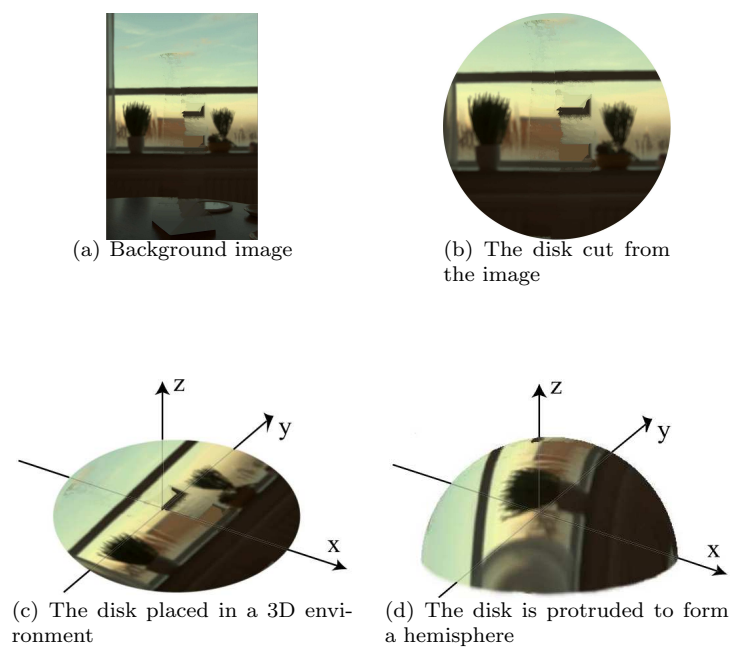 (a) Background image
(b) The disk cut from
the image
z
y
x
(c) The disk placed in a 3D envi-
ronment
z
y
x
(d) The disk is protruded to form
a hemisphere